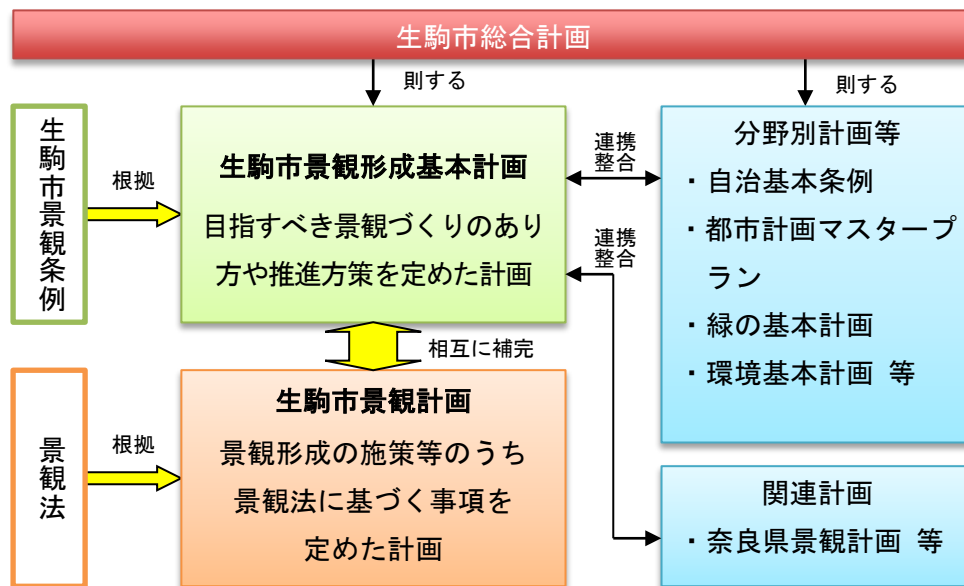 生駒市総合計画
則する
則する
生駒市景観条例
根拠
生駒市景観形成基本計画
目指すべき景観づくりのあり
方や推進方策を定めた計画
連携
整合
連携
整合
分野別計画等
・自治基本条例
・都市計画マスタープ
ラン
・緑の基本計画
・環境基本計画 等
相互に補完
景観法
根拠
生駒市景観計画
景観形成の施策等のうち
景観法に基づく事項を
定めた計画
関連計画
・奈良県景観計画 等